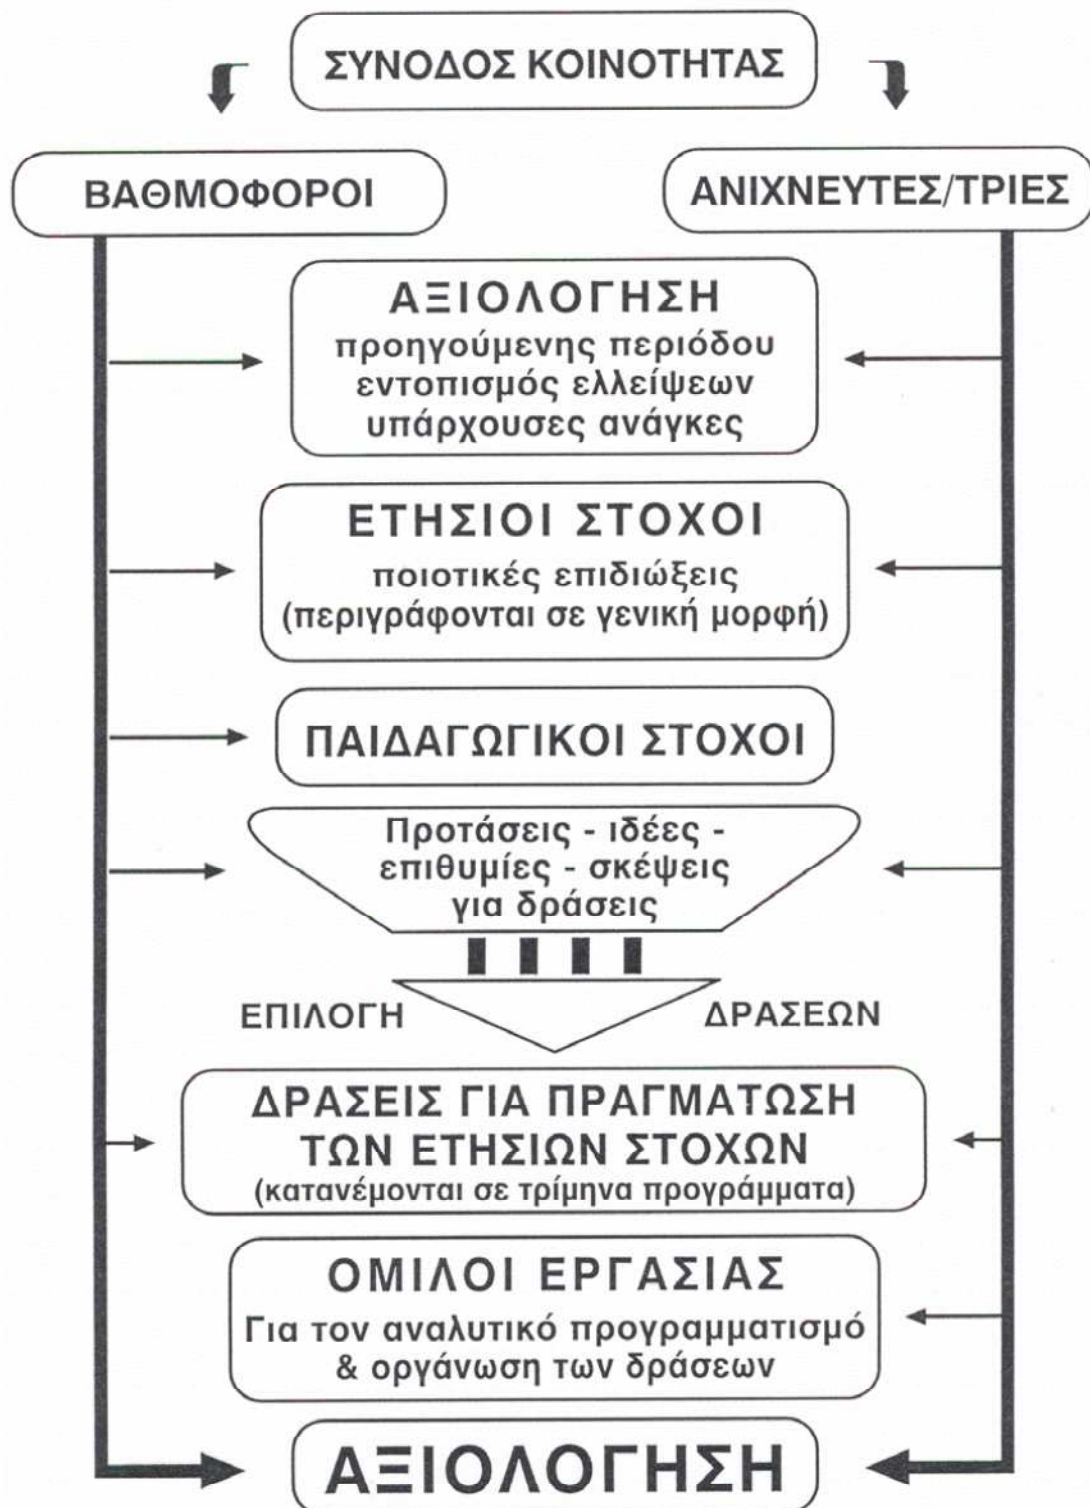 ΣΥΝΟΔΟΣ ΚΟΙΝΟΤΗΤΑΣ
ΒΑΘΜΟΦΟΡΟΙ
ΑΝΙΧΝΕΥΤΕΣ/ΤΡΙΕΣ
ΑΞΙΟΛΟΓΗΣΗ
προηγούμενης περιόδου
εντοπισμός ελλείψεων
υπάρχουσες ανάγκες
ΕΤΗΣΙΟΙ ΣΤΟΧΟΙ
ποιοτικές επιδιώξεις
(περιγράφονται σε γενική μορφή)
ΠΑΙΔΑΓΩΓΙΚΟΙ ΣΤΟΧΟΙ
Προτάσεις - ιδέες -
επιθυμίες - σκέψεις
για δράσεις
ΕΠΙΛΟΓΗ ΔΡΑΣΕΩΝ
ΔΡΑΣΕΙΣ ΓΙΑ ΠΡΑΓΜΑΤΩΣΗ
ΤΩΝ ΕΤΗΣΙΩΝ ΣΤΟΧΩΝ
(κατανέμονται σε τρίμηνα προγράμματα)
ΟΜΙΛΟΙ ΕΡΓΑΣΙΑΣ
Για τον αναλυτικό προγραμματισμό
& οργάνωση των δράσεων
ΑΞΙΟΛΟΓΗΣΗ